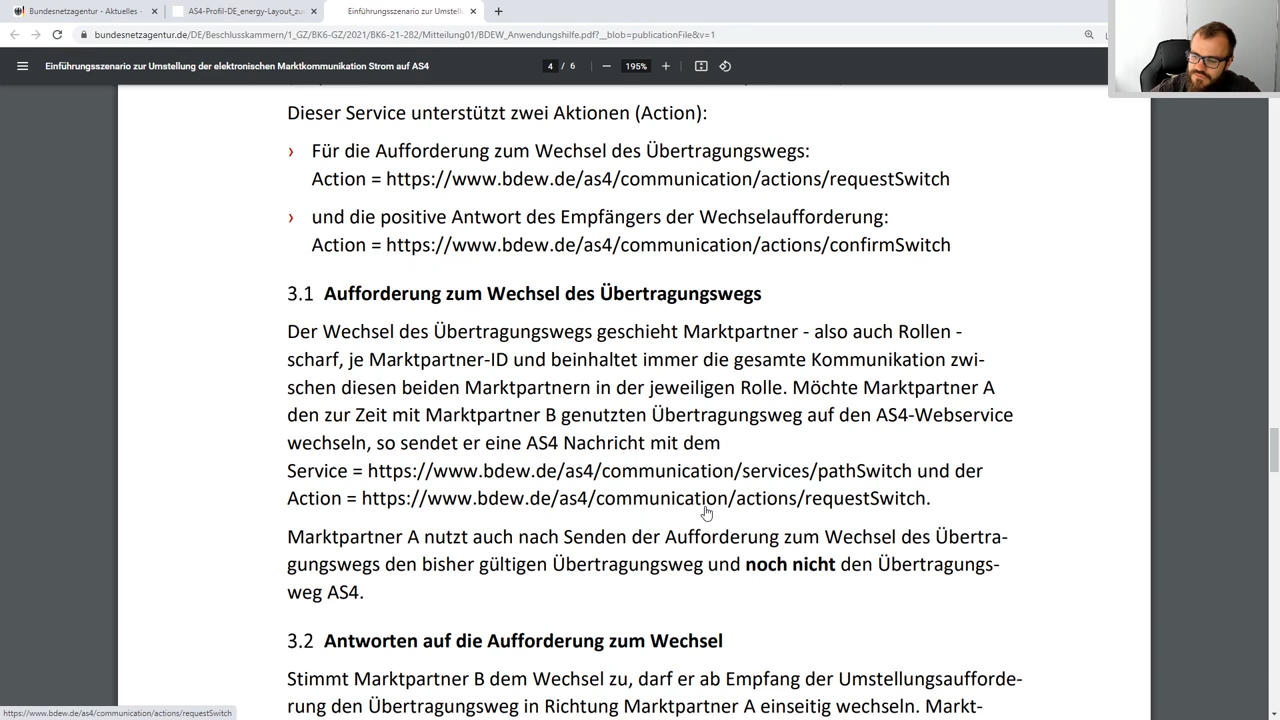 Bundesnetzagentur - Aktuelles -
AS4-Profil-DE_energy-Layout_zu
Einführungsszenario zur Umstell
bundesnetzagentur.de/DE/Beschlusskammern/1_GZ/BK6-GZ/2021/BK6-21-282/Mitteilung01/BDEW_Anwendungshilfe.pdf?__blob=publicationFile&v=1
Einführungsszenario zur Umstellung der elektronischen Marktkommunikation Strom auf AS4
4 / 6
195%
Dieser Service unterstützt zwei Aktionen (Action):
› Für die Aufforderung zum Wechsel des Übertragungswegs:
Action = https://www.bdew.de/as4/communication/actions/requestSwitch
› und die positive Antwort des Empfängers der Wechselaufforderung:
Action = https://www.bdew.de/as4/communication/actions/confirmSwitch
3.1 Aufforderung zum Wechsel des Übertragungswegs
Der Wechsel des Übertragungswegs geschieht Marktpartner - also auch Rollen -
scharf, je Marktpartner-ID und beinhaltet immer die gesamte Kommunikation zwi-
schen diesen beiden Marktpartnern in der jeweiligen Rolle. Möchte Marktpartner A
den zur Zeit mit Marktpartner B genutzten Übertragungsweg auf den AS4-Webservice
wechseln, so sendet er eine AS4 Nachricht mit dem
Service = https://www.bdew.de/as4/communication/services/pathSwitch und der
Action = https://www.bdew.de/as4/communication/actions/requestSwitch.
Marktpartner A nutzt auch nach Senden der Aufforderung zum Wechsel des Übertra-
gungswegs den bisher gültigen Übertragungsweg und noch nicht den Übertragungs-
weg AS4.
3.2 Antworten auf die Aufforderung zum Wechsel
Stimmt Marktpartner B dem Wechsel zu, darf er ab Empfang der Umstellungsaufforde-
rung den Übertragungsweg in Richtung Marktpartner A einseitig wechseln. Markt-
https://www.bdew.de/as4/communication/actions/requestSwitch